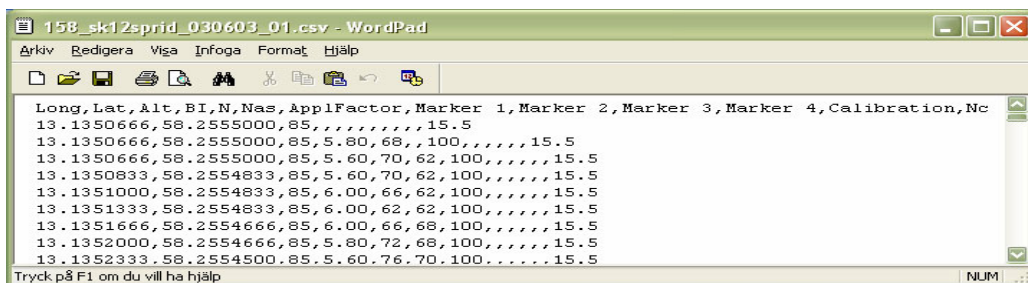 158_sk12sprid_030603_01.csv - WordPad
Arkiv Redigera Visa Infoga Format Hjälp
Long,Lat,Alt,BI,N,Nas,ApplFactor,Marker 1,Marker 2,Marker 3,Marker 4,Calibration,Nc
13.1350666,58.2555000,85,,,,,,,,,,15.5
13.1350666,58.2555000,85,5.80,68,,100,,,,,,15.5
13.1350666,58.2555000,85,5.60,70,62,100,,,,,,15.5
13.1350833,58.2554833,85,5.60,70,62,100,,,,,,15.5
13.1351000,58.2554833,85,6.00,66,62,100,,,,,,15.5
13.1351333,58.2554833,85,6.00,62,62,100,,,,,,15.5
13.1351666,58.2554666,85,6.00,66,68,100,,,,,,15.5
13.1352000,58.2554666,85,5.80,72,68,100,,,,,,15.5
13.1352333,58.2554500,85,5.60,76,70,100,,,,,,15.5
Tryck på F1 om du vill ha hjälp NUM